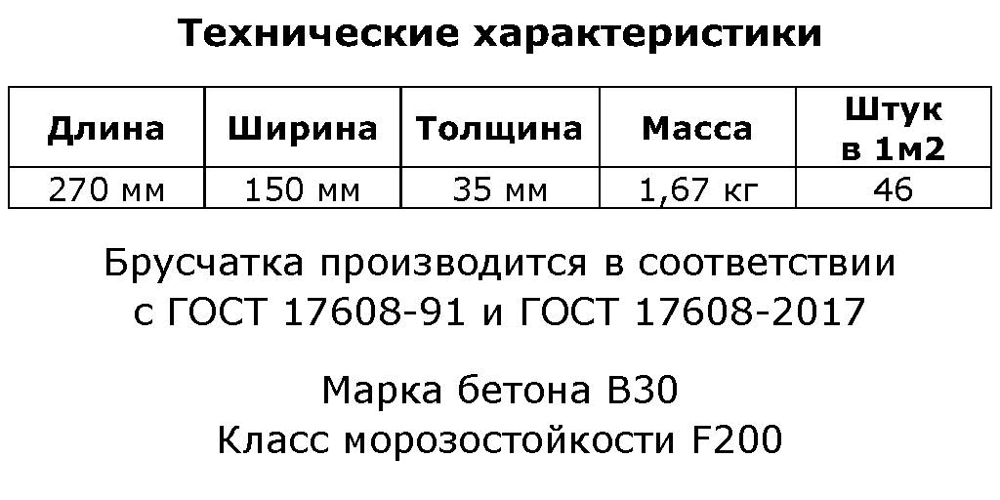 Технические характеристики
Длина Ширина Толщина Масса Штук в 1м2
270 мм 150 мм 35 мм 1,67 кг 46
Брусчатка производится в соответствии
с ГОСТ 17608-91 и ГОСТ 17608-2017
Марка бетона В30
Класс морозостойкости F200